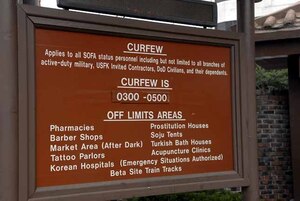 CURFEW
Applies to all SOFA status personnel including but not limited to all branches of
active-duty military, USFK Invited Contractors, DoD Civilians, and their dependents.
CURFEW IS
0300 -0500
OFF LIMITS AREAS
Pharmacies
Barber Shops
Market Area (After Dark)
Tattoo Parlors
Prostitution Houses
Soju Tents
Turkish Bath Houses
Acupuncture Clinics
Korean Hospitals (Emergency Situations Authorized)
Beta Site Train Tracks